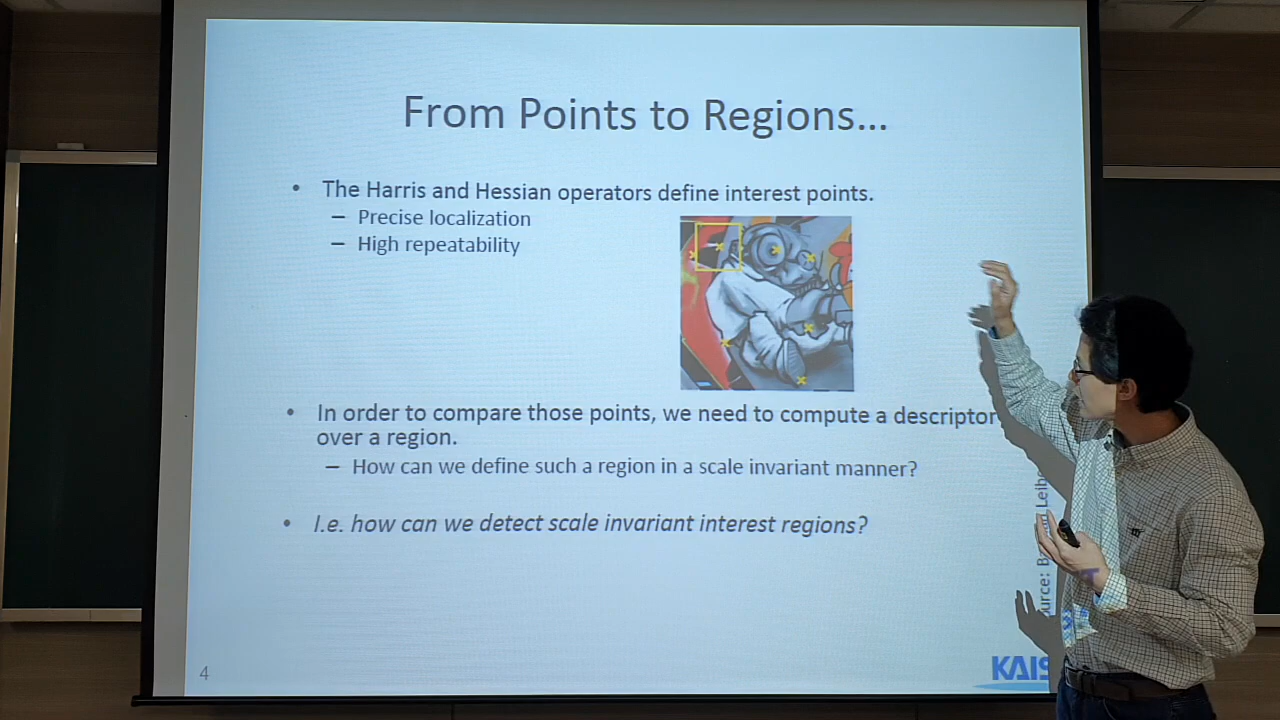 From Points to Regions...
• The Harris and Hessian operators define interest points.
– Precise localization
– High repeatability
• In order to compare those points, we need to compute a descriptor
over a region.
– How can we define such a region in a scale invariant manner?
• I.e. how can we detect scale invariant interest regions?
4
KAIS